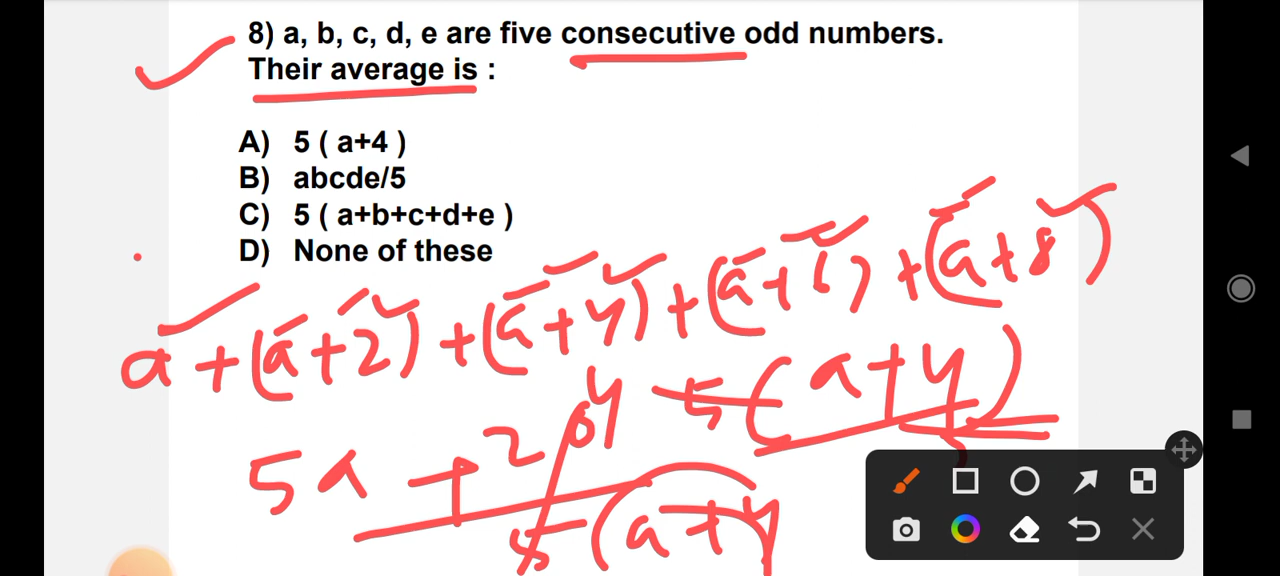 8) a, b, c, d, e are five consecutive odd numbers.
Their average is :
A) 5 ( a+4 )
B) abcde/5
C) 5 ( a+b+c+d+e )
D) None of these
a + (a+2) + (a+4) + (a+6) + (a+8)
5a + 20 4 5 (a+4)
5 (a+4